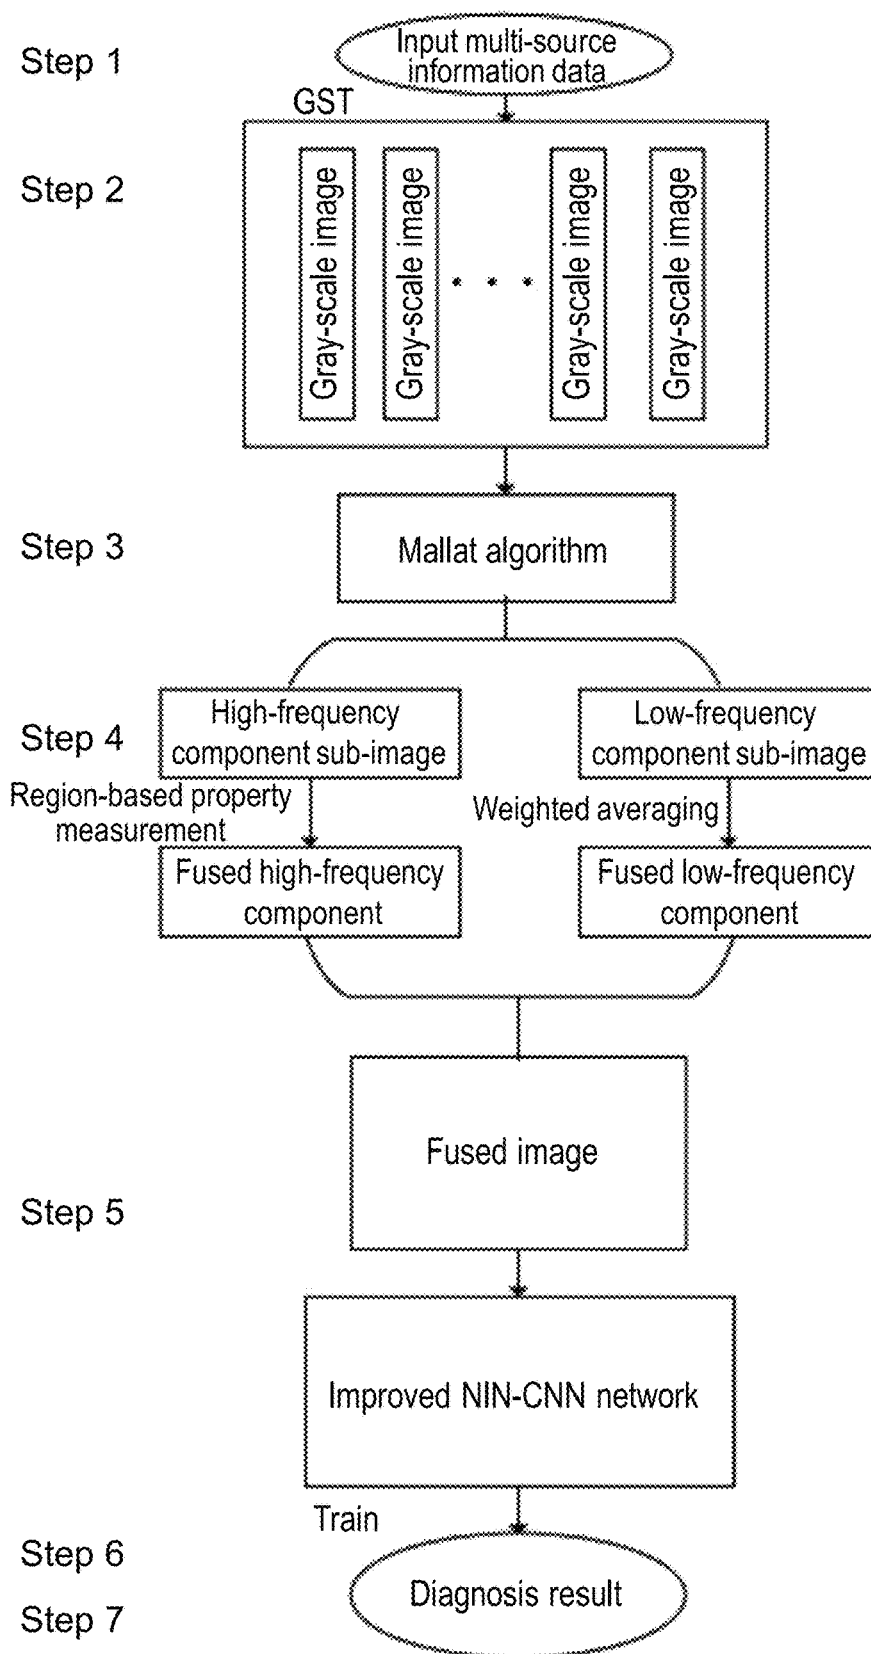 Step 1
Input multi-source
information data
GST
Step 2
Gray-scale image
Gray-scale image
Gray-scale image
Gray-scale image
Step 3
Mallat algorithm
Step 4
High-frequency
component sub-image
Low-frequency
component sub-image
Region-based property
measurement
Weighted averaging
Fused high-frequency
component
Fused low-frequency
component
Fused image
Step 5
Improved NIN-CNN network
Train
Step 6
Diagnosis result
Step 7